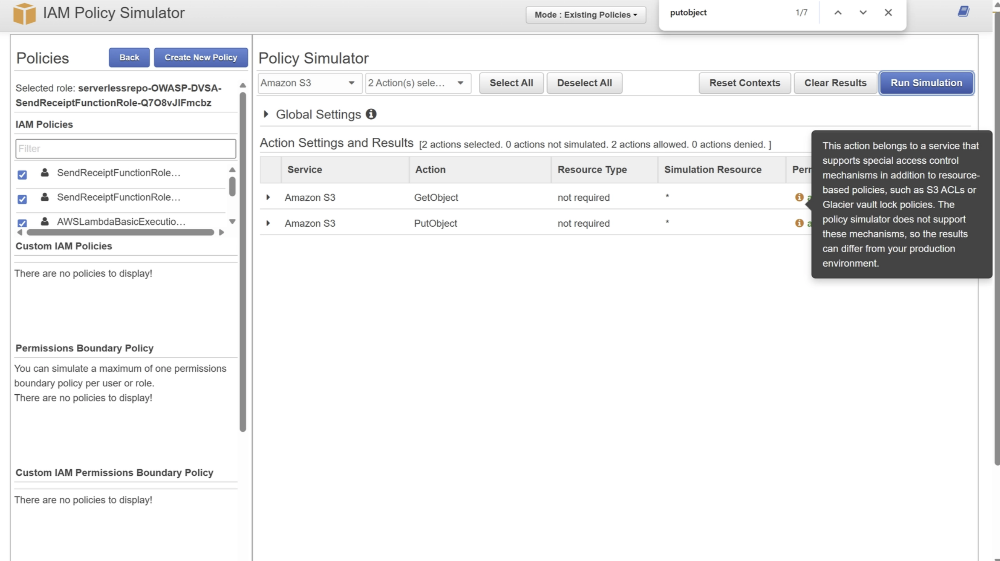 IAM Policy Simulator
Mode : Existing Policies
putobject
1/7
Policies
Back
Create New Policy
Selected role: serverlessrepo-OWASP-DVSA-
SendReceiptFunctionRole-Q7O8vJlFmcbz
IAM Policies
Filter
SendReceiptFunctionRole...
SendReceiptFunctionRole...
AWSLambdaBasicExecutio...
Custom IAM Policies
There are no policies to display!
Permissions Boundary Policy
You can simulate a maximum of one permissions
boundary policy per user or role.
There are no policies to display!
Custom IAM Permissions Boundary Policy
There are no policies to display!
Policy Simulator
Amazon S3
2 Action(s) sele...
Select All
Deselect All
Reset Contexts
Clear Results
Run Simulation
Global Settings
Action Settings and Results [2 actions selected. 0 actions not simulated. 2 actions allowed. 0 actions denied. ]
Service Action Resource Type Simulation Resource
Amazon S3 GetObject not required *
Amazon S3 PutObject not required *
This action belongs to a service that
supports special access control
mechanisms in addition to resource-
based policies, such as S3 ACLs or
Glacier vault lock policies. The
policy simulator does not support
these mechanisms, so the results
can differ from your production
environment.